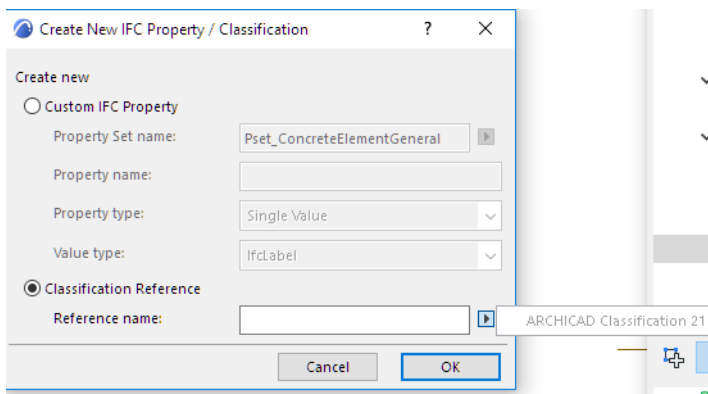 Create New IFC Property / Classification ? X
Create new
Custom IFC Property
Property Set name: Pset_ConcreteElementGeneral
Property name:
Property type: Single Value
Value type: IfcLabel
Classification Reference
Reference name:
ARCHICAD Classification 21
Cancel OK